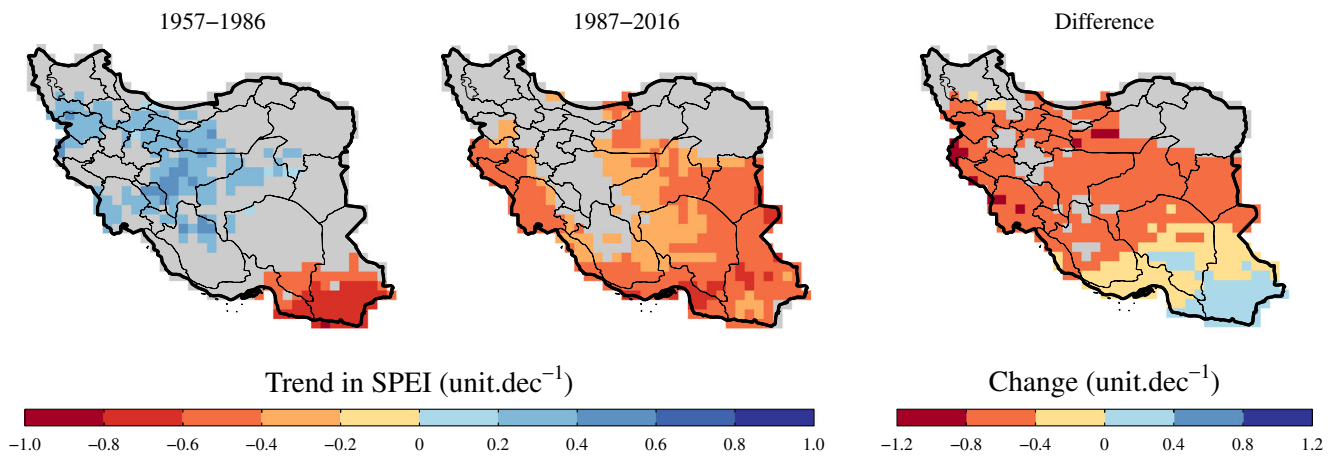 1957–1986
1987–2016
Difference
Trend in SPEI (unit.dec⁻¹)
−1.0 −0.8 −0.6 −0.4 −0.2 0 0.2 0.4 0.6 0.8 1.0
Change (unit.dec⁻¹)
−1.2 −0.8 −0.4 0 0.4 0.8 1.2